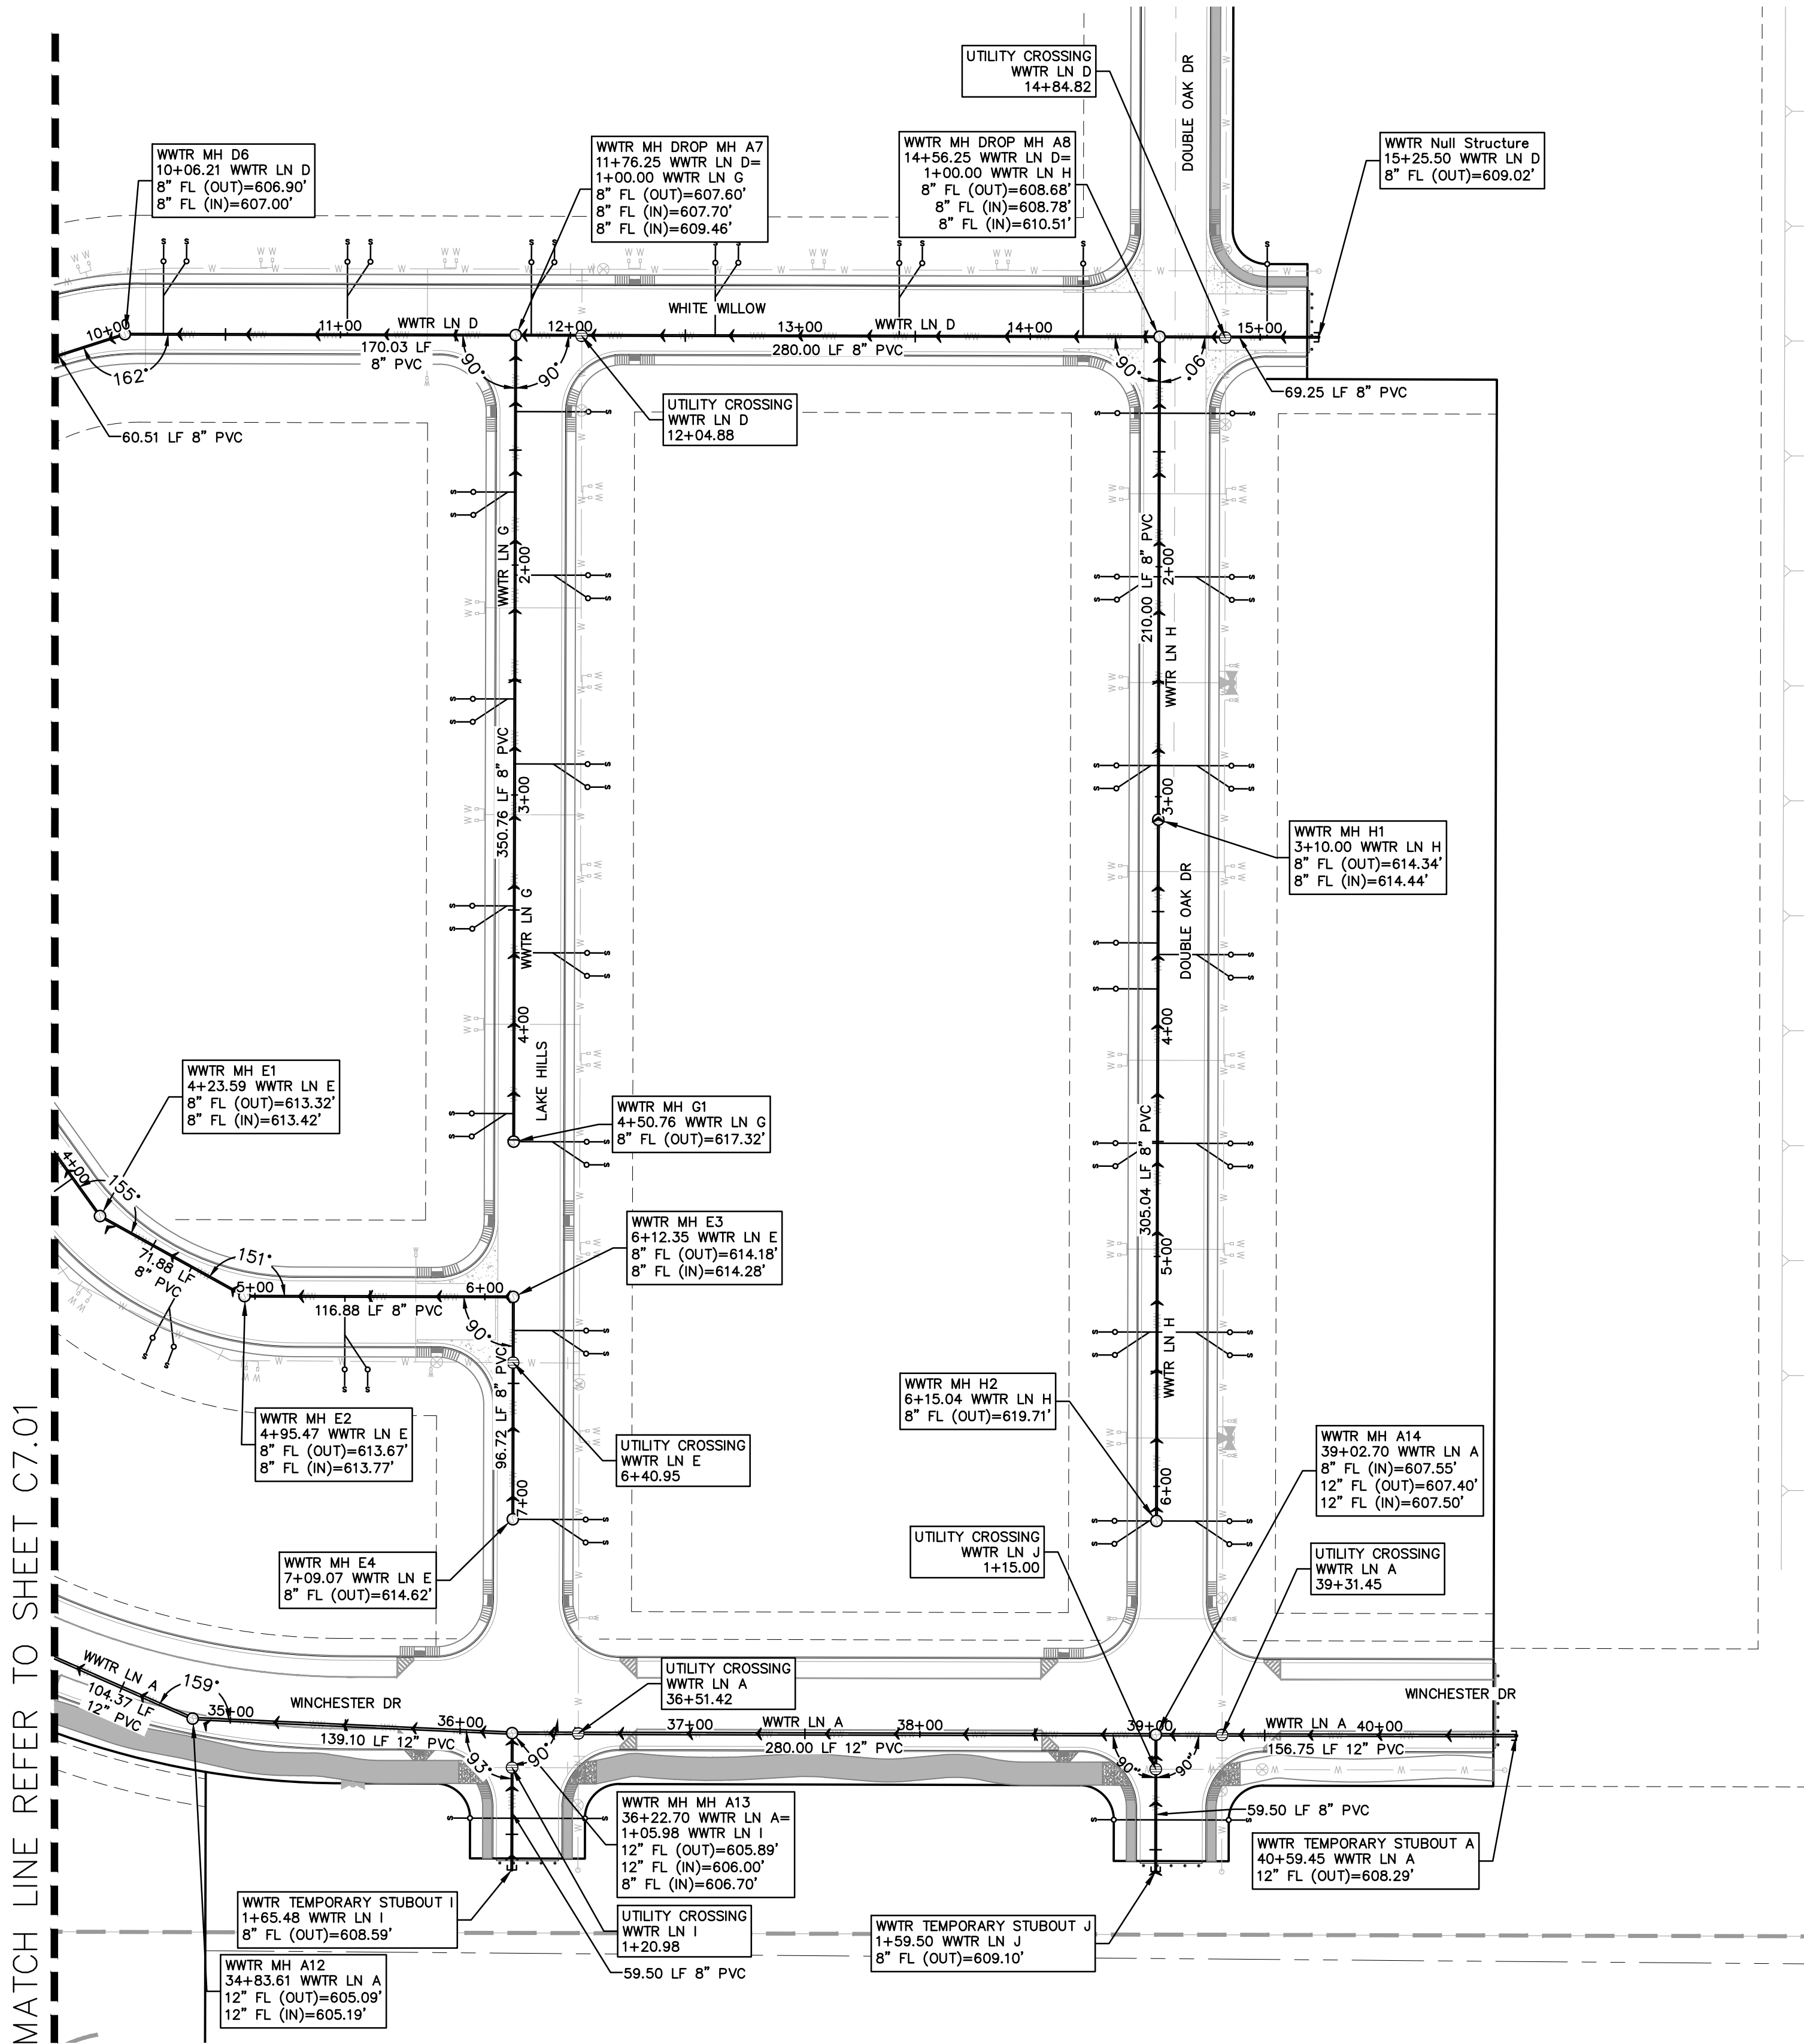 UTILITY CROSSING
WWTR LN D
14+84.82
DOUBLE OAK DR
WWTR MH D6
10+06.21 WWTR LN D
8" FL (OUT)=606.90'
8" FL (IN)=607.00'
WWTR MH DROP MH A7
11+76.25 WWTR LN D=
1+00.00 WWTR LN G
8" FL (OUT)=607.60'
8" FL (IN)=607.70'
8" FL (IN)=609.46'
WWTR MH DROP MH A8
14+56.25 WWTR LN D=
1+00.00 WWTR LN H
8" FL (OUT)=608.68'
8" FL (IN)=608.78'
8" FL (IN)=610.51'
WWTR Null Structure
15+25.50 WWTR LN D
8" FL (OUT)=609.02'
WHITE WILLOW
10+00
11+00
WWTR LN D
12+00
13+00
WWTR LN D
14+00
15+00
170.03 LF
8" PVC
280.00 LF 8" PVC
162°
90°
90°
90°
90°
69.25 LF 8" PVC
60.51 LF 8" PVC
UTILITY CROSSING
WWTR LN D
12+04.88
WWTR LN G
2+00
350.76 LF 8" PVC
3+00
WWTR LN G
4+00
LAKE HILLS
210.00 LF 8" PVC
2+00
WWTR LN H
3+00
WWTR MH H1
3+10.00 WWTR LN H
8" FL (OUT)=614.34'
8" FL (IN)=614.44'
DOUBLE OAK DR
4+00
305.04 LF 8" PVC
5+00
WWTR LN H
6+00
WWTR MH E1
4+23.59 WWTR LN E
8" FL (OUT)=613.32'
8" FL (IN)=613.42'
WWTR MH G1
4+50.76 WWTR LN G
8" FL (OUT)=617.32'
4+00
155°
71.88 LF
8" PVC
151°
5+00
6+00
116.88 LF 8" PVC
90°
WWTR MH E3
6+12.35 WWTR LN E
8" FL (OUT)=614.18'
8" FL (IN)=614.28'
96.72 LF 8" PVC
7+00
WWTR MH E2
4+95.47 WWTR LN E
8" FL (OUT)=613.67'
8" FL (IN)=613.77'
UTILITY CROSSING
WWTR LN E
6+40.95
WWTR MH H2
6+15.04 WWTR LN H
8" FL (OUT)=619.71'
WWTR MH A14
39+02.70 WWTR LN A
8" FL (IN)=607.55'
12" FL (OUT)=607.40'
12" FL (IN)=607.50'
WWTR MH E4
7+09.07 WWTR LN E
8" FL (OUT)=614.62'
UTILITY CROSSING
WWTR LN J
1+15.00
UTILITY CROSSING
WWTR LN A
39+31.45
MATCH LINE REFER TO SHEET C7.01
WWTR LN A
104.37 LF
12" PVC
159°
35+00
WINCHESTER DR
36+00
139.10 LF 12" PVC
93°
90°
UTILITY CROSSING
WWTR LN A
36+51.42
37+00
WWTR LN A
38+00
280.00 LF 12" PVC
39+00
90°
90°
WINCHESTER DR
WWTR LN A
40+00
156.75 LF 12" PVC
WWTR MH MH A13
36+22.70 WWTR LN A=
1+05.98 WWTR LN I
12" FL (OUT)=605.89'
12" FL (IN)=606.00'
8" FL (IN)=606.70'
59.50 LF 8" PVC
WWTR TEMPORARY STUBOUT A
40+59.45 WWTR LN A
12" FL (OUT)=608.29'
WWTR TEMPORARY STUBOUT I
1+65.48 WWTR LN I
8" FL (OUT)=608.59'
UTILITY CROSSING
WWTR LN I
1+20.98
WWTR TEMPORARY STUBOUT J
1+59.50 WWTR LN J
8" FL (OUT)=609.10'
59.50 LF 8" PVC
WWTR MH A12
34+83.61 WWTR LN A
12" FL (OUT)=605.09'
12" FL (IN)=605.19'